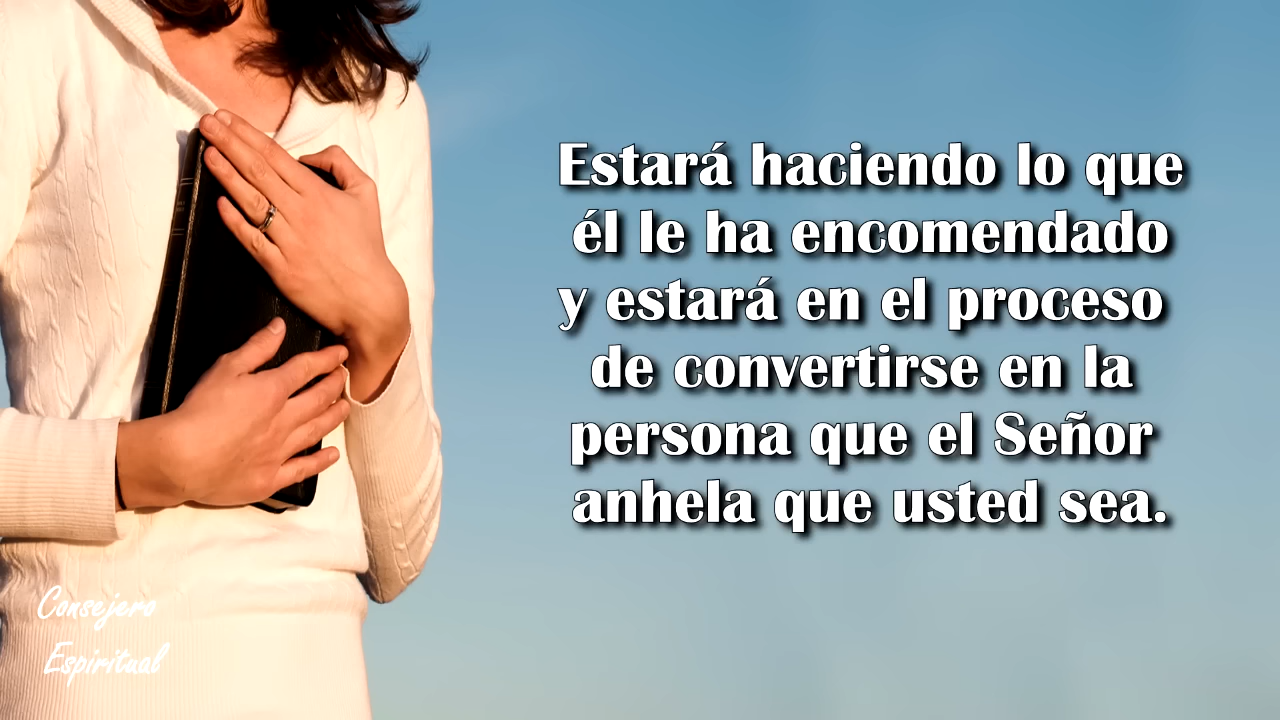 Estará haciendo lo que
él le ha encomendado
y estará en el proceso
de convertirse en la
persona que el Señor
anhela que usted sea.
Consejero
Espiritual